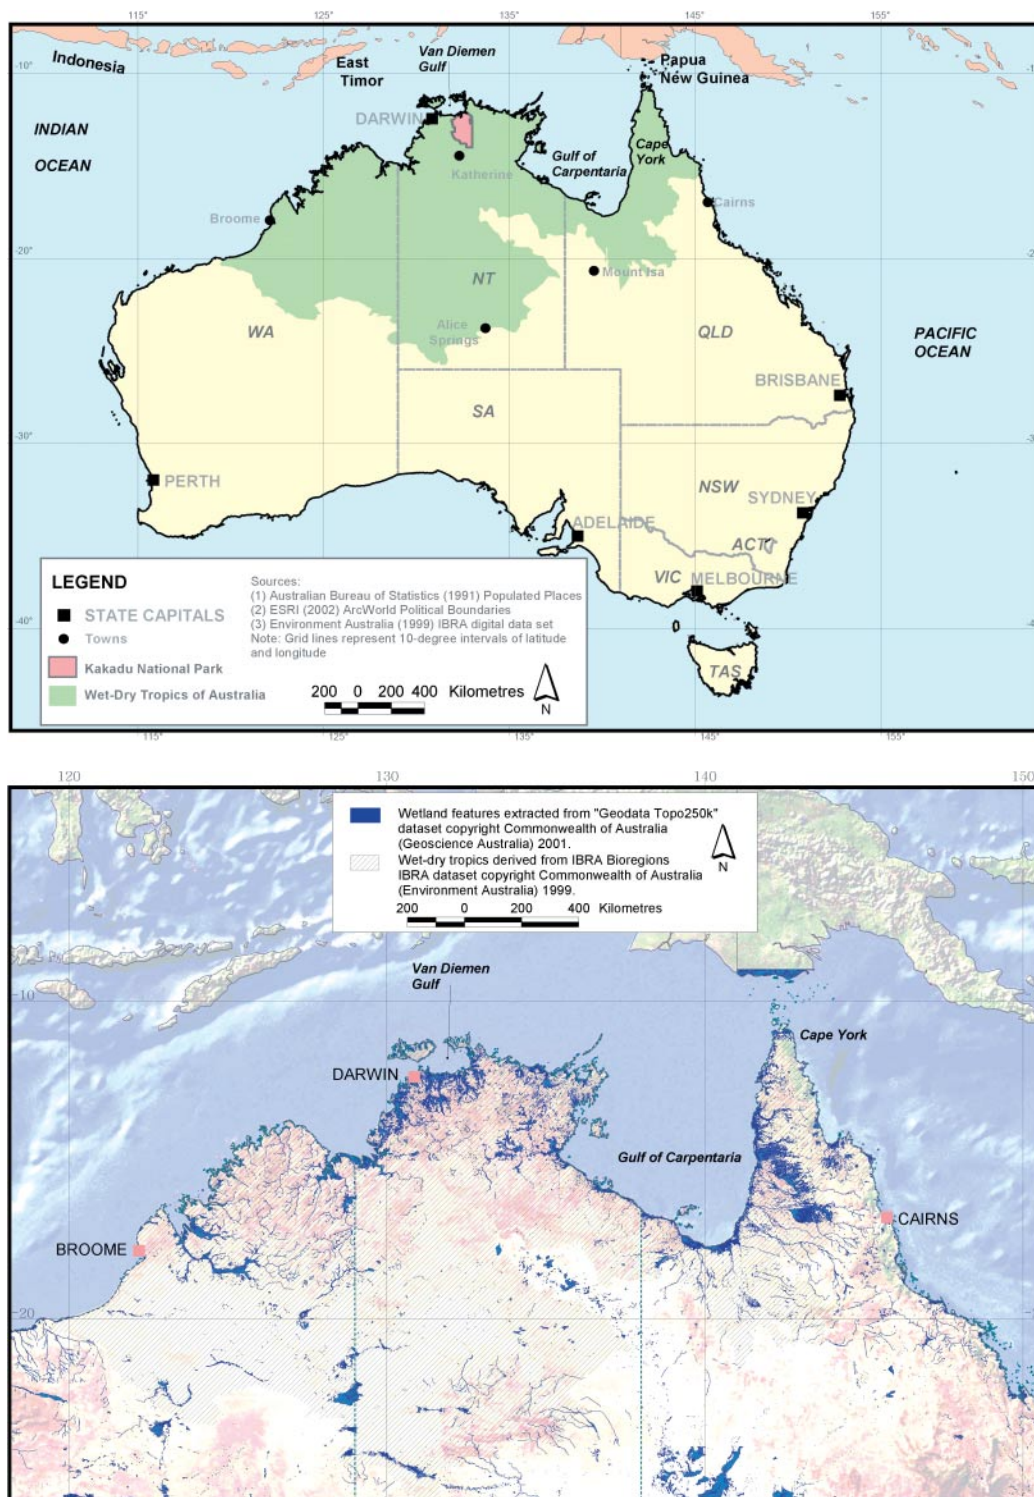 115°
125°
135°
145°
155°
Indonesia
East
Timor
Van Diemen
Gulf
Papua
New Guinea
-10°
INDIAN
OCEAN
DARWIN
Katherine
Gulf of
Carpentaria
Cape
York
Broome
Cairns
-20°
Mount Isa
NT
WA
Alice
Springs
QLD
PACIFIC
OCEAN
BRISBANE
SA
-30°
PERTH
NSW
SYDNEY
ADELAIDE
ACT
VIC
MELBOURNE
-40°
TAS
LEGEND
STATE CAPITALS
Towns
Kakadu National Park
Wet-Dry Tropics of Australia
Sources:
(1) Australian Bureau of Statistics (1991) Populated Places
(2) ESRI (2002) ArcWorld Political Boundaries
(3) Environment Australia (1999) IBRA digital data set
Note: Grid lines represent 10-degree intervals of latitude
and longitude
200 0 200 400 Kilometres
N
115°
125°
135°
145°
155°
120
130
140
150
Wetland features extracted from "Geodata Topo250k"
dataset copyright Commonwealth of Australia
(Geoscience Australia) 2001.
Wet-dry tropics derived from IBRA Bioregions
IBRA dataset copyright Commonwealth of Australia
(Environment Australia) 1999.
N
200 0 200 400 Kilometres
Van Diemen
Gulf
-10
Cape York
DARWIN
Gulf of Carpentaria
CAIRNS
BROOME
-20